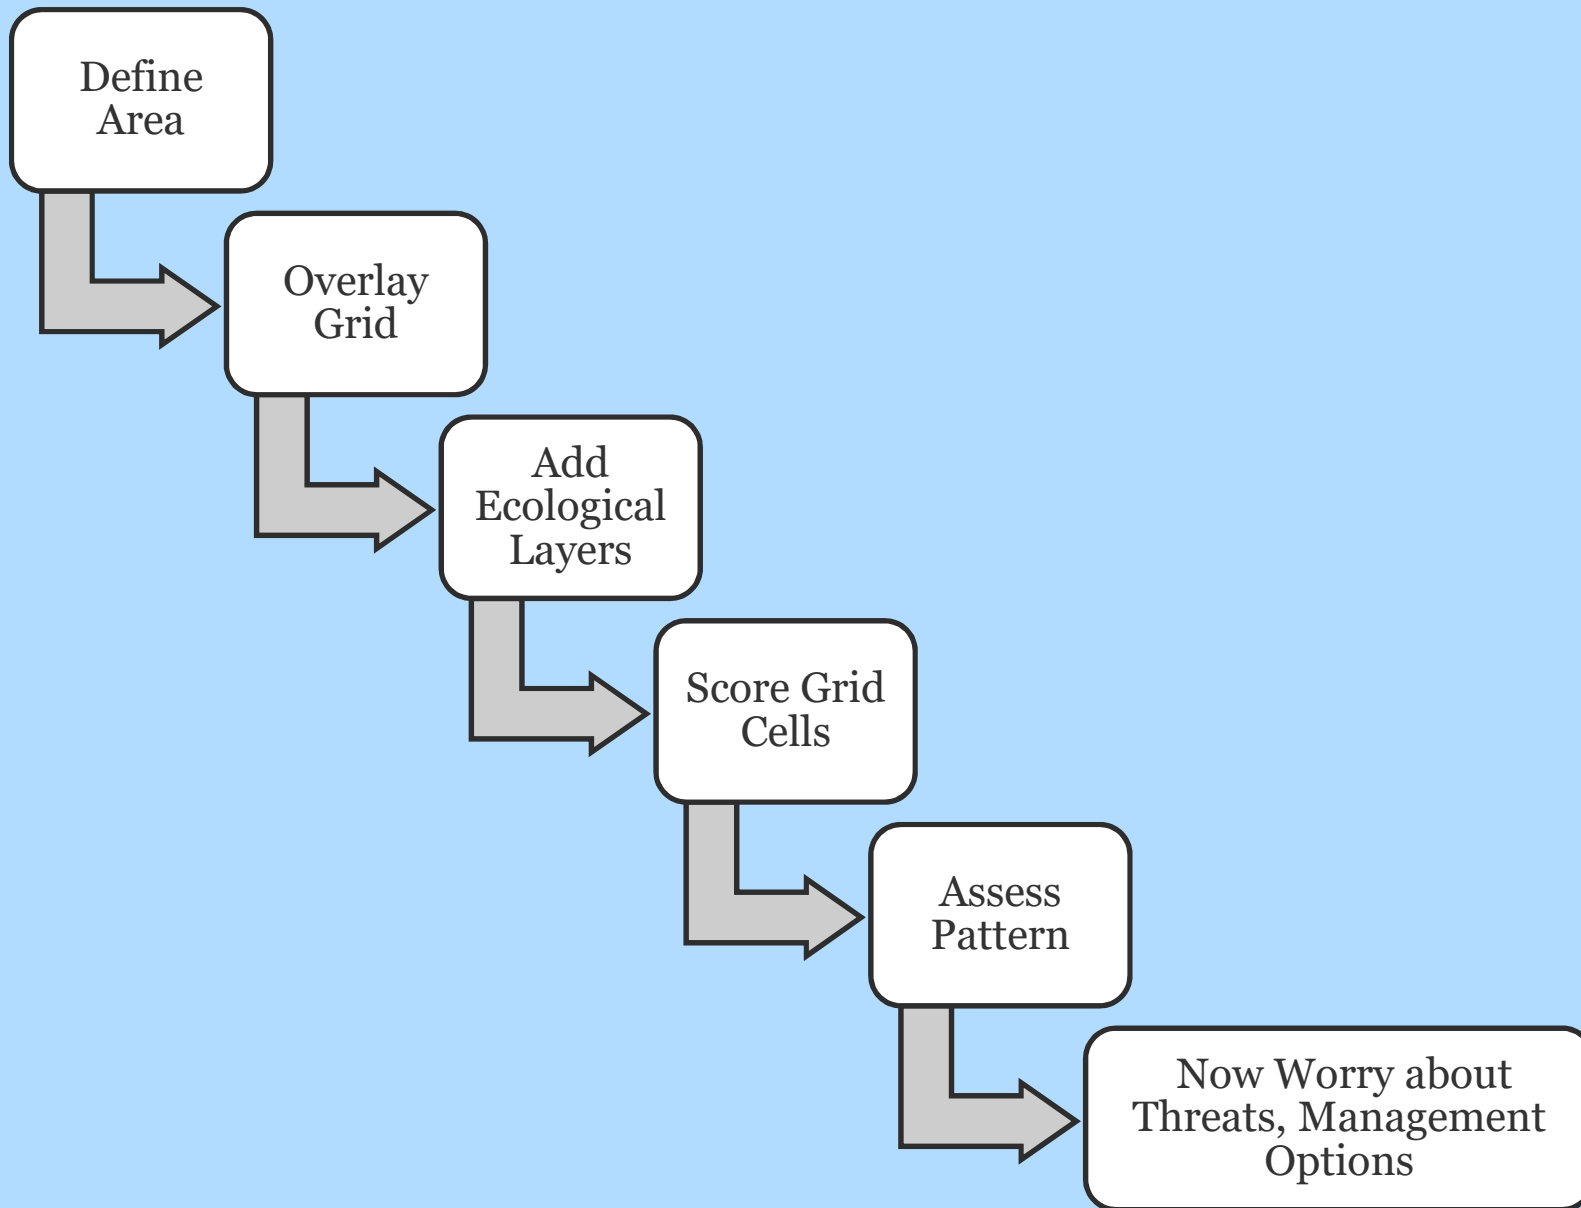 Define
Area
Overlay
Grid
Add
Ecological
Layers
Score Grid
Cells
Assess
Pattern
Now Worry about
Threats, Management
Options